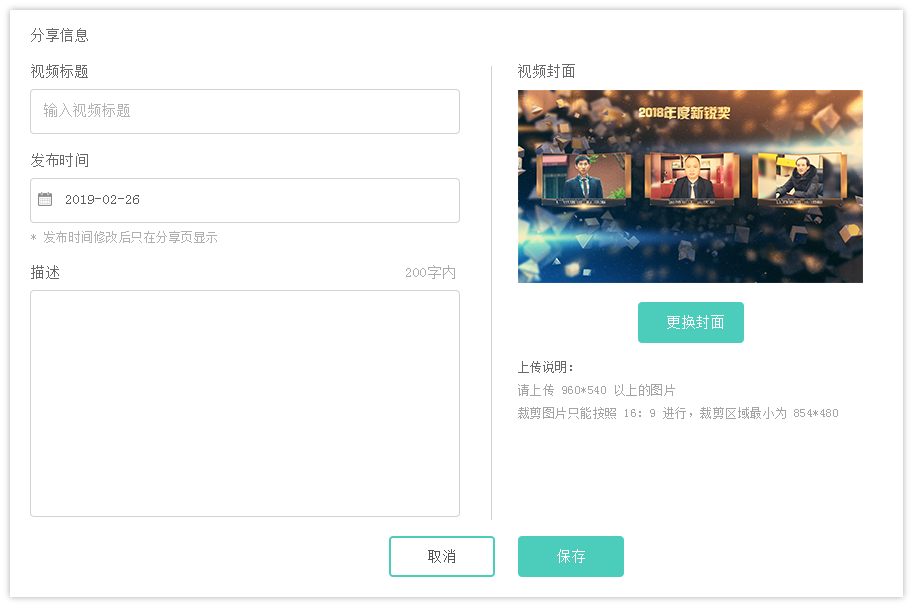 分享信息
视频标题
输入视频标题
发布时间
2019-02-26
* 发布时间修改后只在分享页显示
描述
200字内
视频封面
2018年度新锐奖
更换封面
上传说明:
请上传 960*540 以上的图片
裁剪图片只能按照 16: 9 进行，裁剪区域最小为 854*480
取消
保存